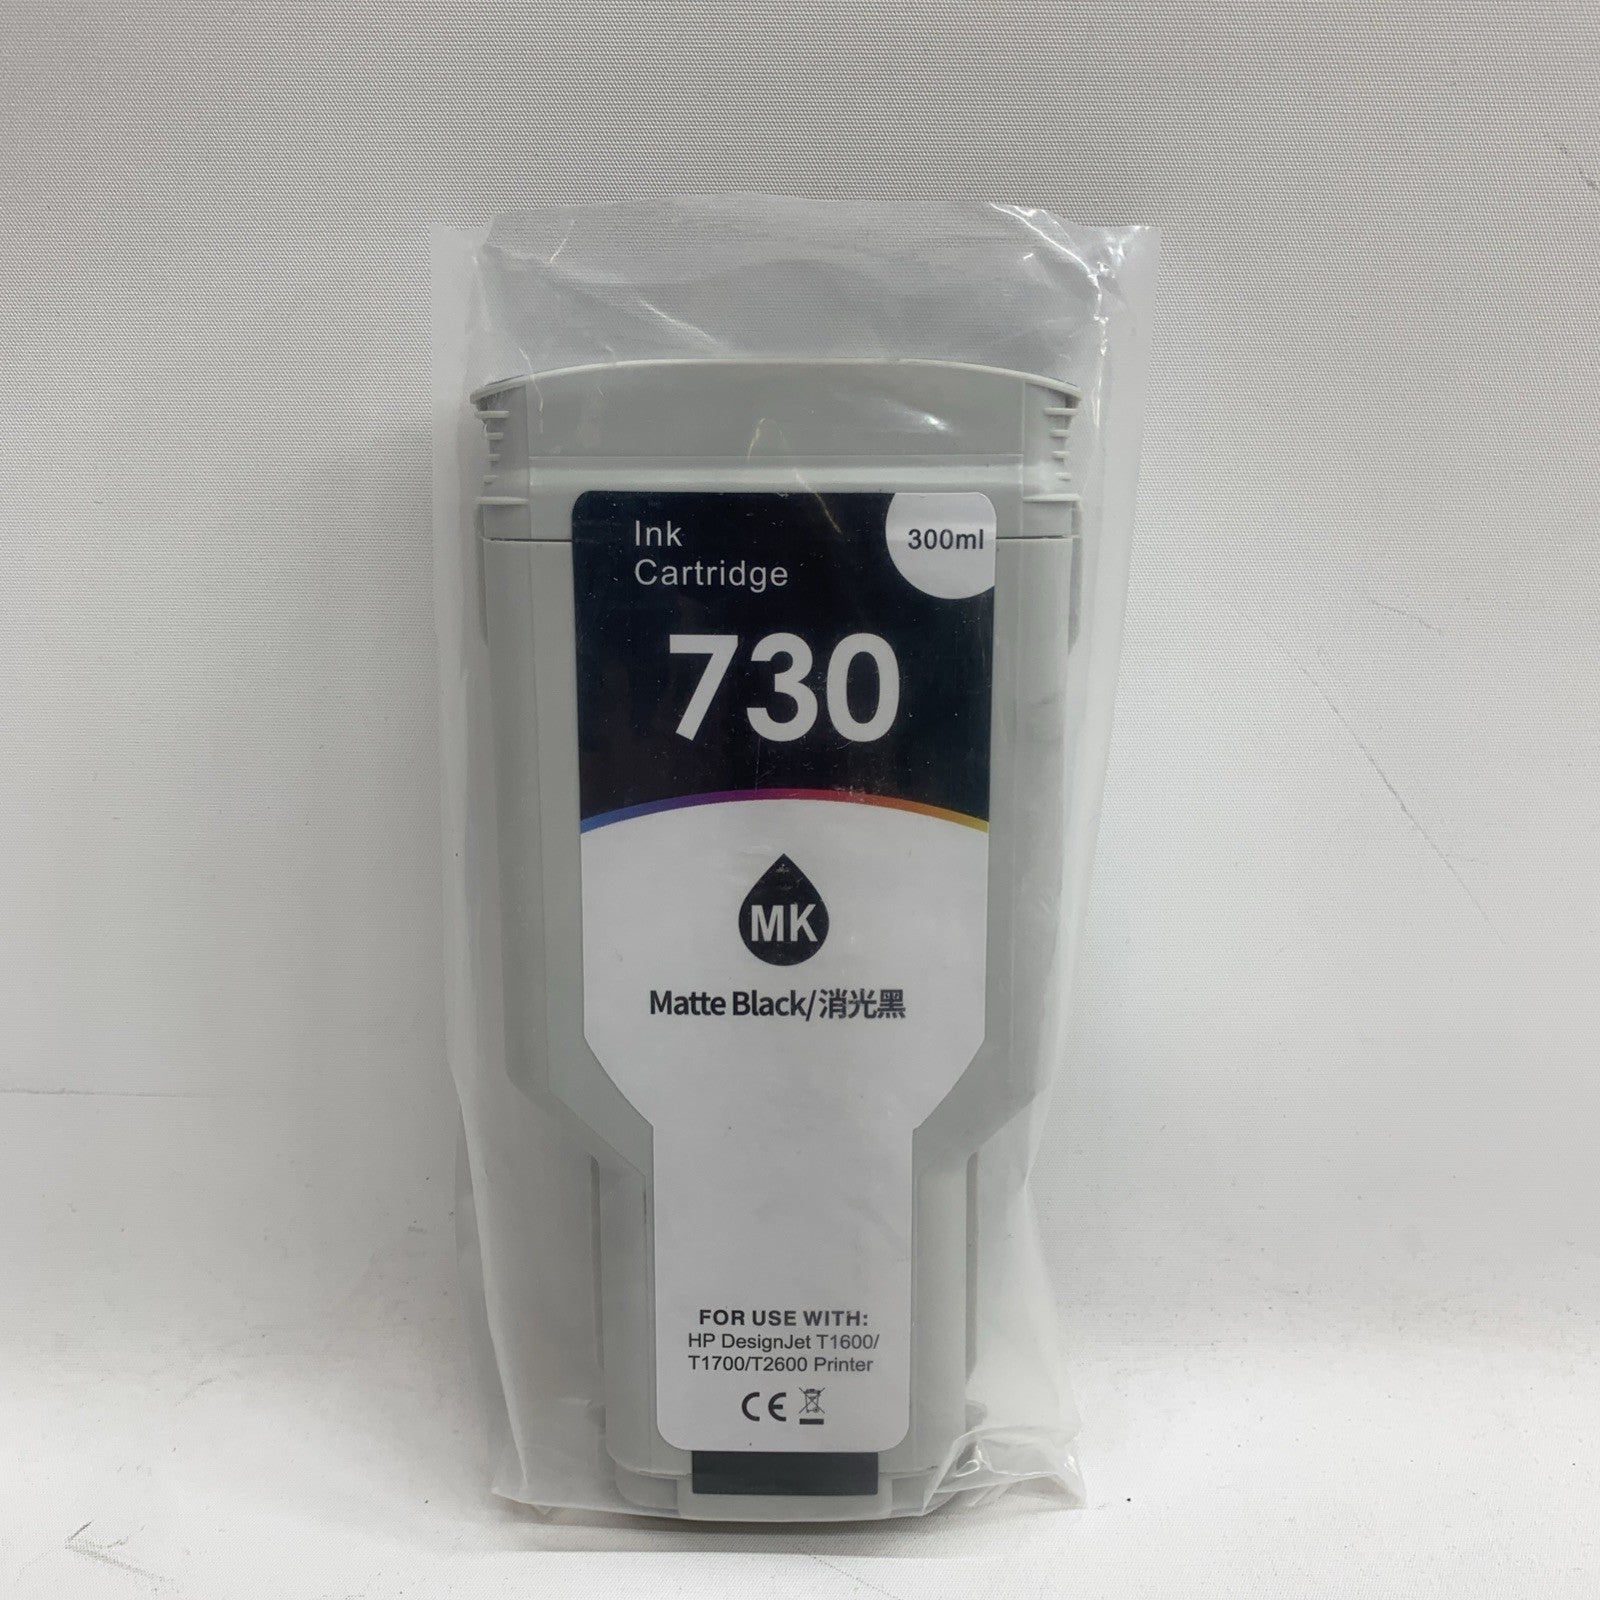 Ink
Cartridge
300ml
730
MK
Matte Black/消光黑
FOR USE WITH:
HP DesignJet T1600/
T1700/T2600 Printer
CE